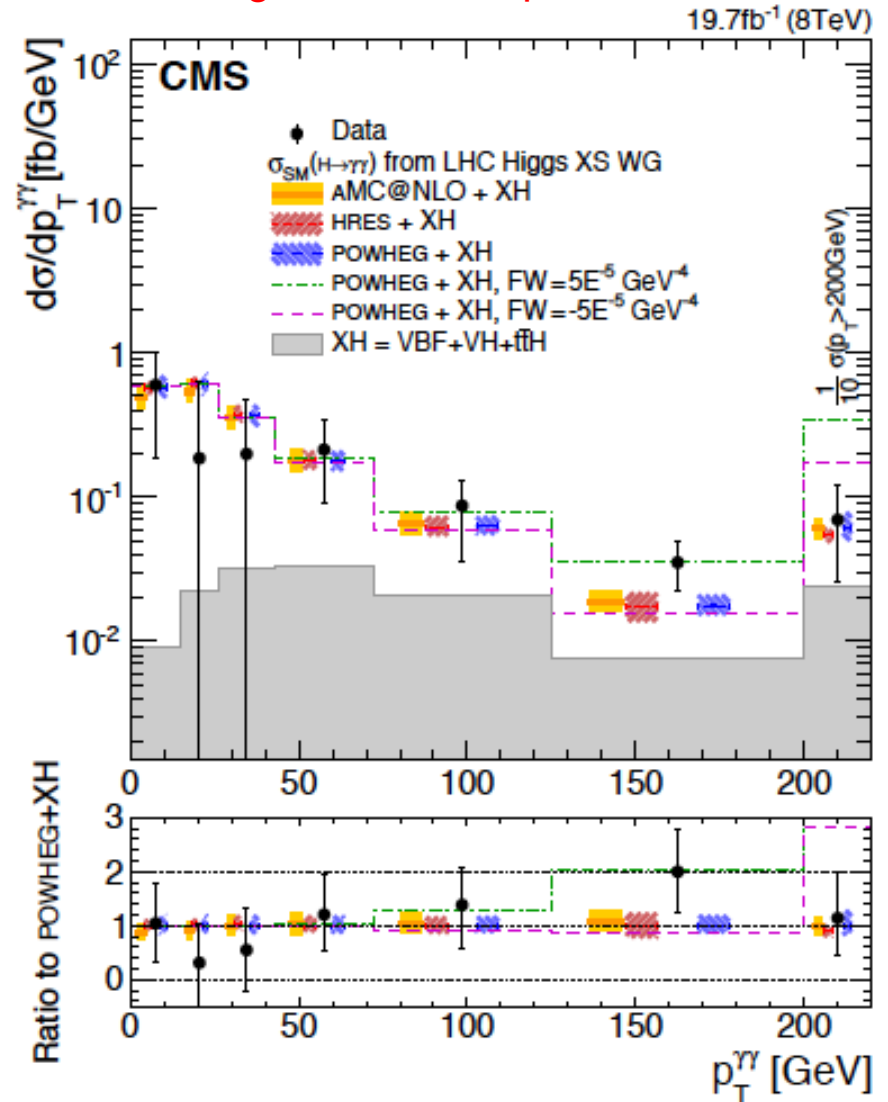 19.7fb⁻¹ (8TeV)
CMS
Data
σ_SM(H→γγ) from LHC Higgs XS WG
AMC@NLO + XH
HRES + XH
POWHEG + XH
POWHEG + XH, FW=5E⁻⁵ GeV⁻⁴
POWHEG + XH, FW=-5E⁻⁵ GeV⁻⁴
XH = VBF+VH+tt̄H
dσ/dp_T^γγ[fb/GeV]
10²
10
1
10⁻¹
10⁻²
1/10 σ(p_T>200GeV)
0 50 100 150 200
Ratio to POWHEG+XH
3
2
1
0
0 50 100 150 200
p_T^γγ [GeV]